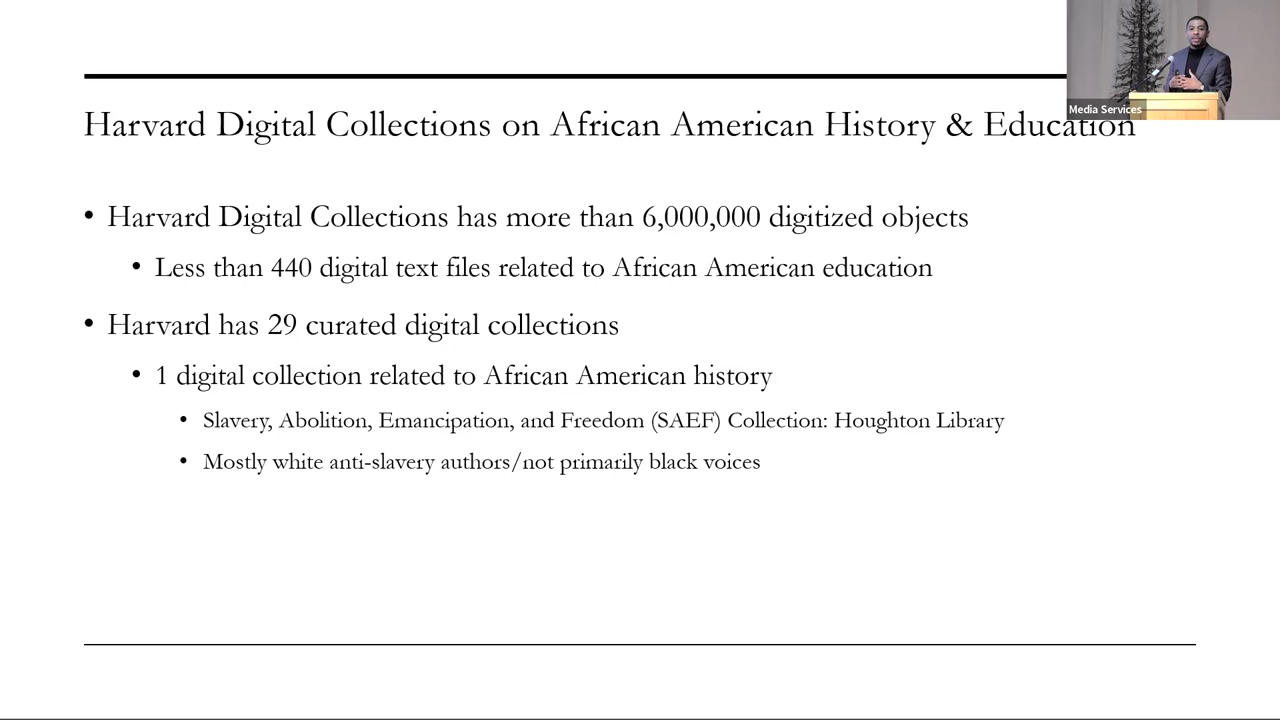 Media Services
Harvard Digital Collections on African American History & Education
• Harvard Digital Collections has more than 6,000,000 digitized objects
• Less than 440 digital text files related to African American education
• Harvard has 29 curated digital collections
• 1 digital collection related to African American history
• Slavery, Abolition, Emancipation, and Freedom (SAEF) Collection: Houghton Library
• Mostly white anti-slavery authors/not primarily black voices